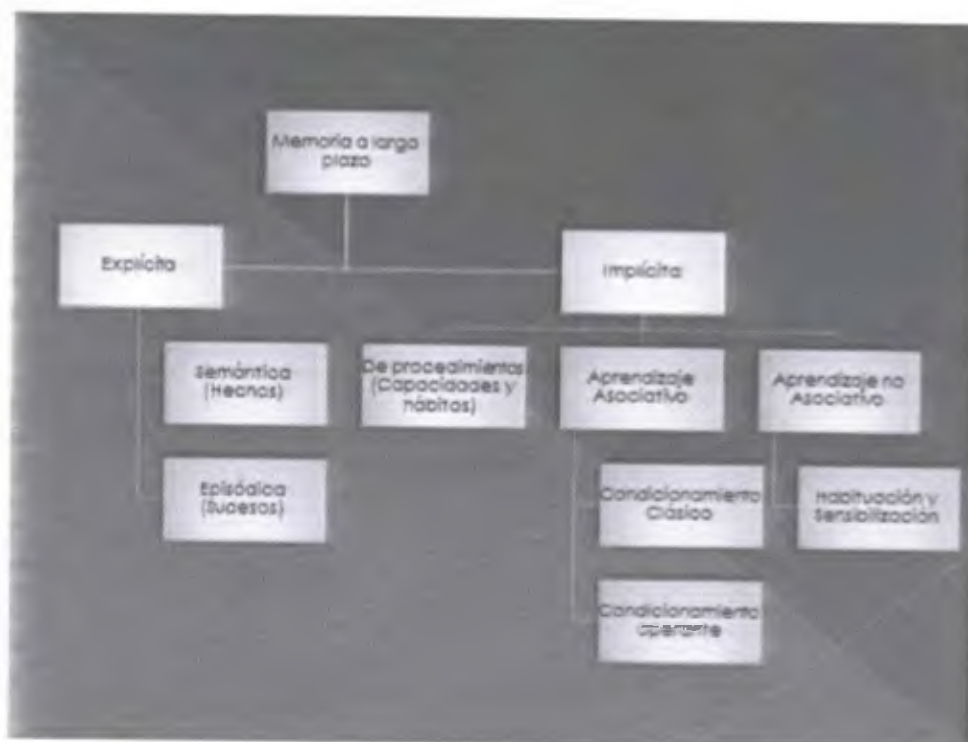 Memoria a largo
plazo
Explícita
Implícita
Semántica
(Hechos)
De procedimientos
(Capacidades y
hábitos)
Aprendizaje
Asociativo
Aprendizaje no
Asociativo
Episódica
(Sucesos)
Condicionamiento
Clásico
Habituación y
Sensibilización
Condicionamiento
operante